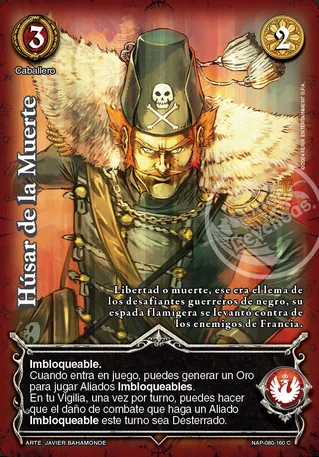 3
2
Caballero
Húsar de la Muerte
Libertad o muerte, ese era el lema de
los desafiantes guerreros de negro, su
espada flamígera se levantó contra de
los enemigos de Francia.
Imbloqueable.
Cuando entra en juego, puedes generar un Oro
para jugar Aliados Imbloqueables.
En tu Vigilia, una vez por turno, puedes hacer
que el daño de combate que haga un Aliado
Imbloqueable este turno sea Desterrado.
ARTE: JAVIER BAHAMONDE
NAP-080-160 C